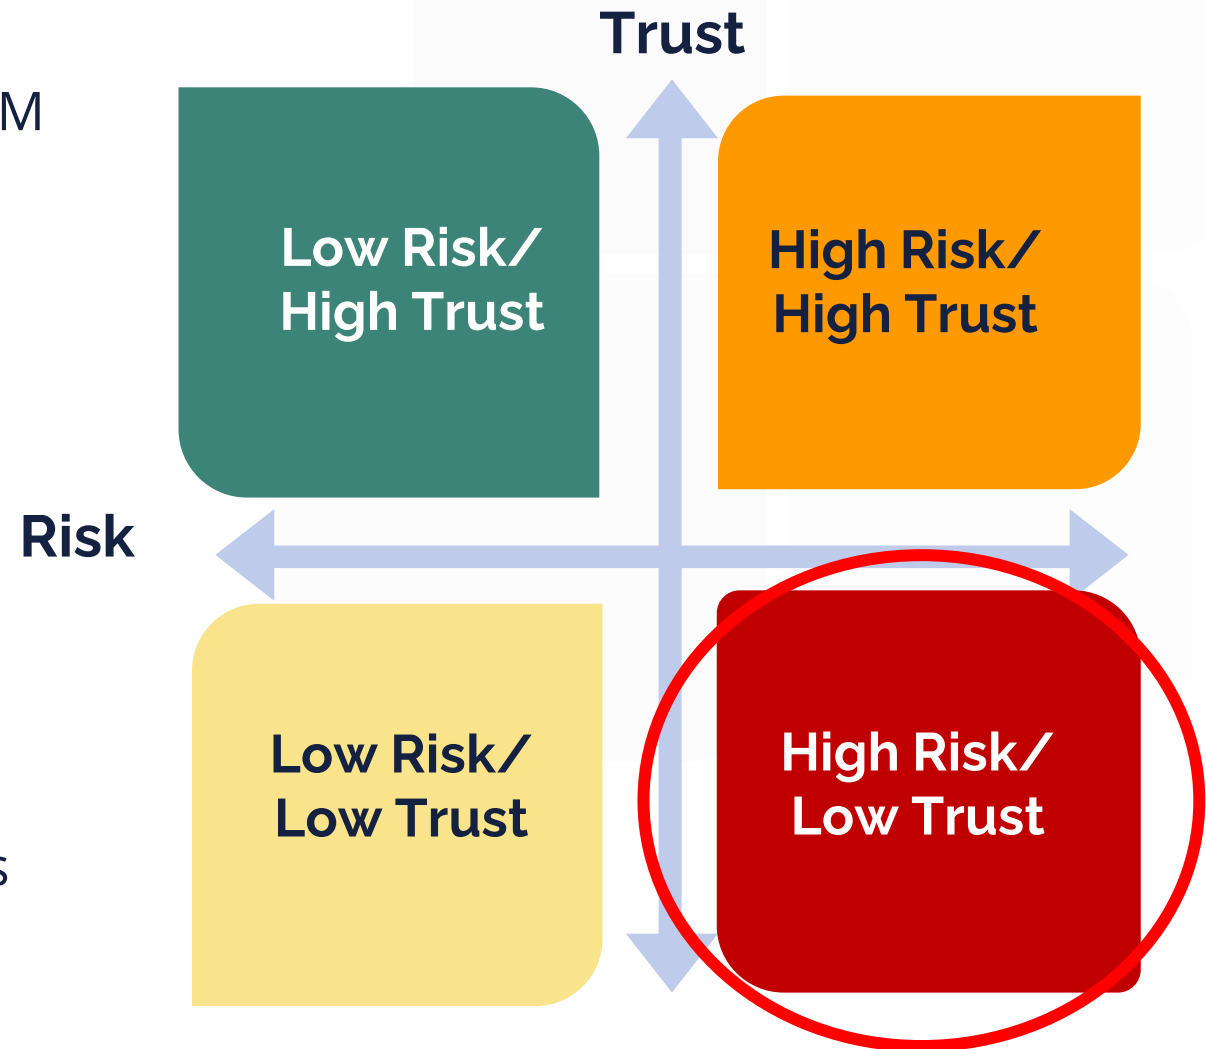 Trust
M
Low Risk/
High Trust
High Risk/
High Trust
Risk
Low Risk/
Low Trust
High Risk/
Low Trust
s